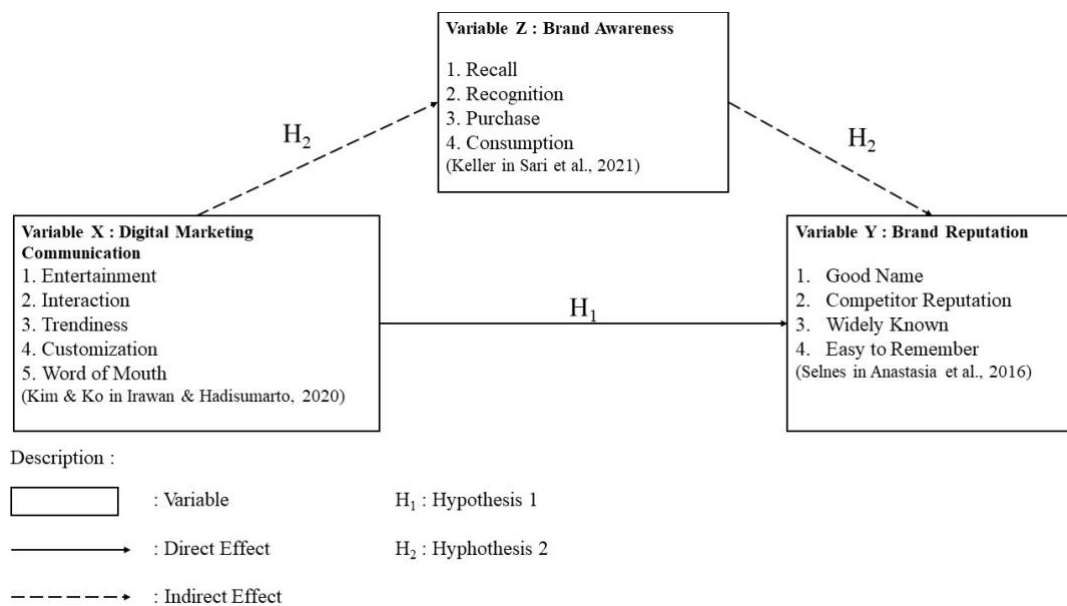 Variable Z : Brand Awareness
1. Recall
2. Recognition
3. Purchase
4. Consumption
(Keller in Sari et al., 2021)
H₂
H₂
Variable X : Digital Marketing
Communication
1. Entertainment
2. Interaction
3. Trendiness
4. Customization
5. Word of Mouth
(Kim & Ko in Irawan & Hadisumarto, 2020)
H₁
Variable Y : Brand Reputation
1. Good Name
2. Competitor Reputation
3. Widely Known
4. Easy to Remember
(Selnes in Anastasia et al., 2016)
Description :
: Variable
H₁ : Hypothesis 1
: Direct Effect
H₂ : Hyphothesis 2
: Indirect Effect